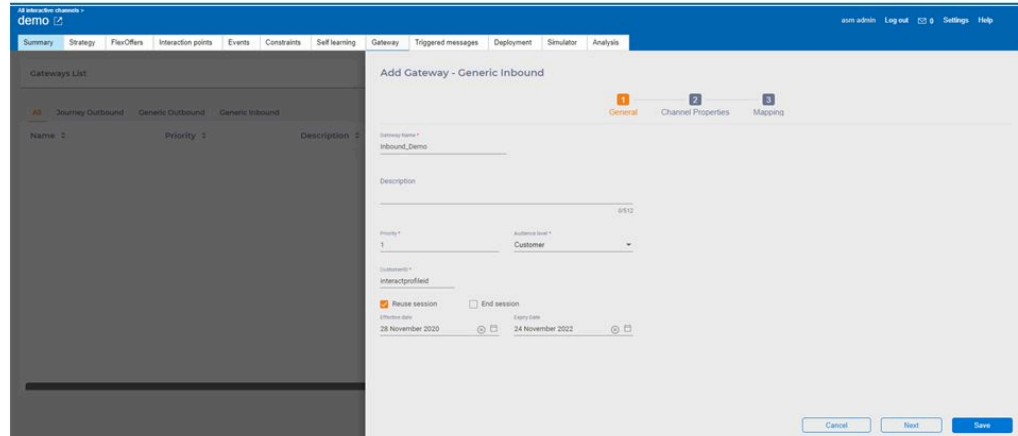 All interactive channels >
demo
asm admin Log out 0 Settings Help
Summary Strategy FlexOffers Interaction points Events Constraints Self learning Gateway Triggered messages Deployment Simulator Analysis
Gateways List
Add Gateway - Generic Inbound
1 2 3
General Channel Properties Mapping
All Journey Outbound Generic Outbound Generic Inbound
Name Priority Description
Gateway Name *
Inbound_Demo
Description
0/512
Priority * Audience level *
1 Customer
CustomerID *
interactprofileid
Reuse session End session
Effective date Expiry Date
28 November 2020 24 November 2022
Cancel Next Save